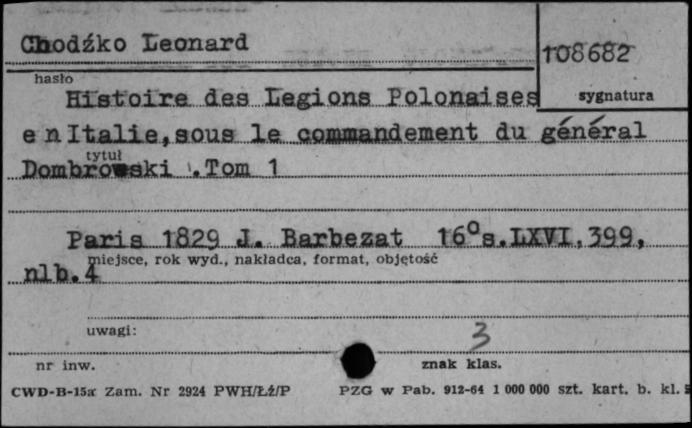 Chodźko Leonard
108682
hasło
Histoire des Legions Polonaises
sygnatura
en Italie, sous le commandement du général
tytuł
Dombrowski .Tom 1
Paris 1829 J. Barbezat 16° s.LXVI,399,
miejsce, rok wyd., nakładca, format, objętość
nlb.4
uwagi:
3
nr inw.
znak klas.
CWD-B-15a Zam. Nr 2924 PWH/Łź/P PZG w Pab. 912-64 1 000 000 szt. kart. b. kl.